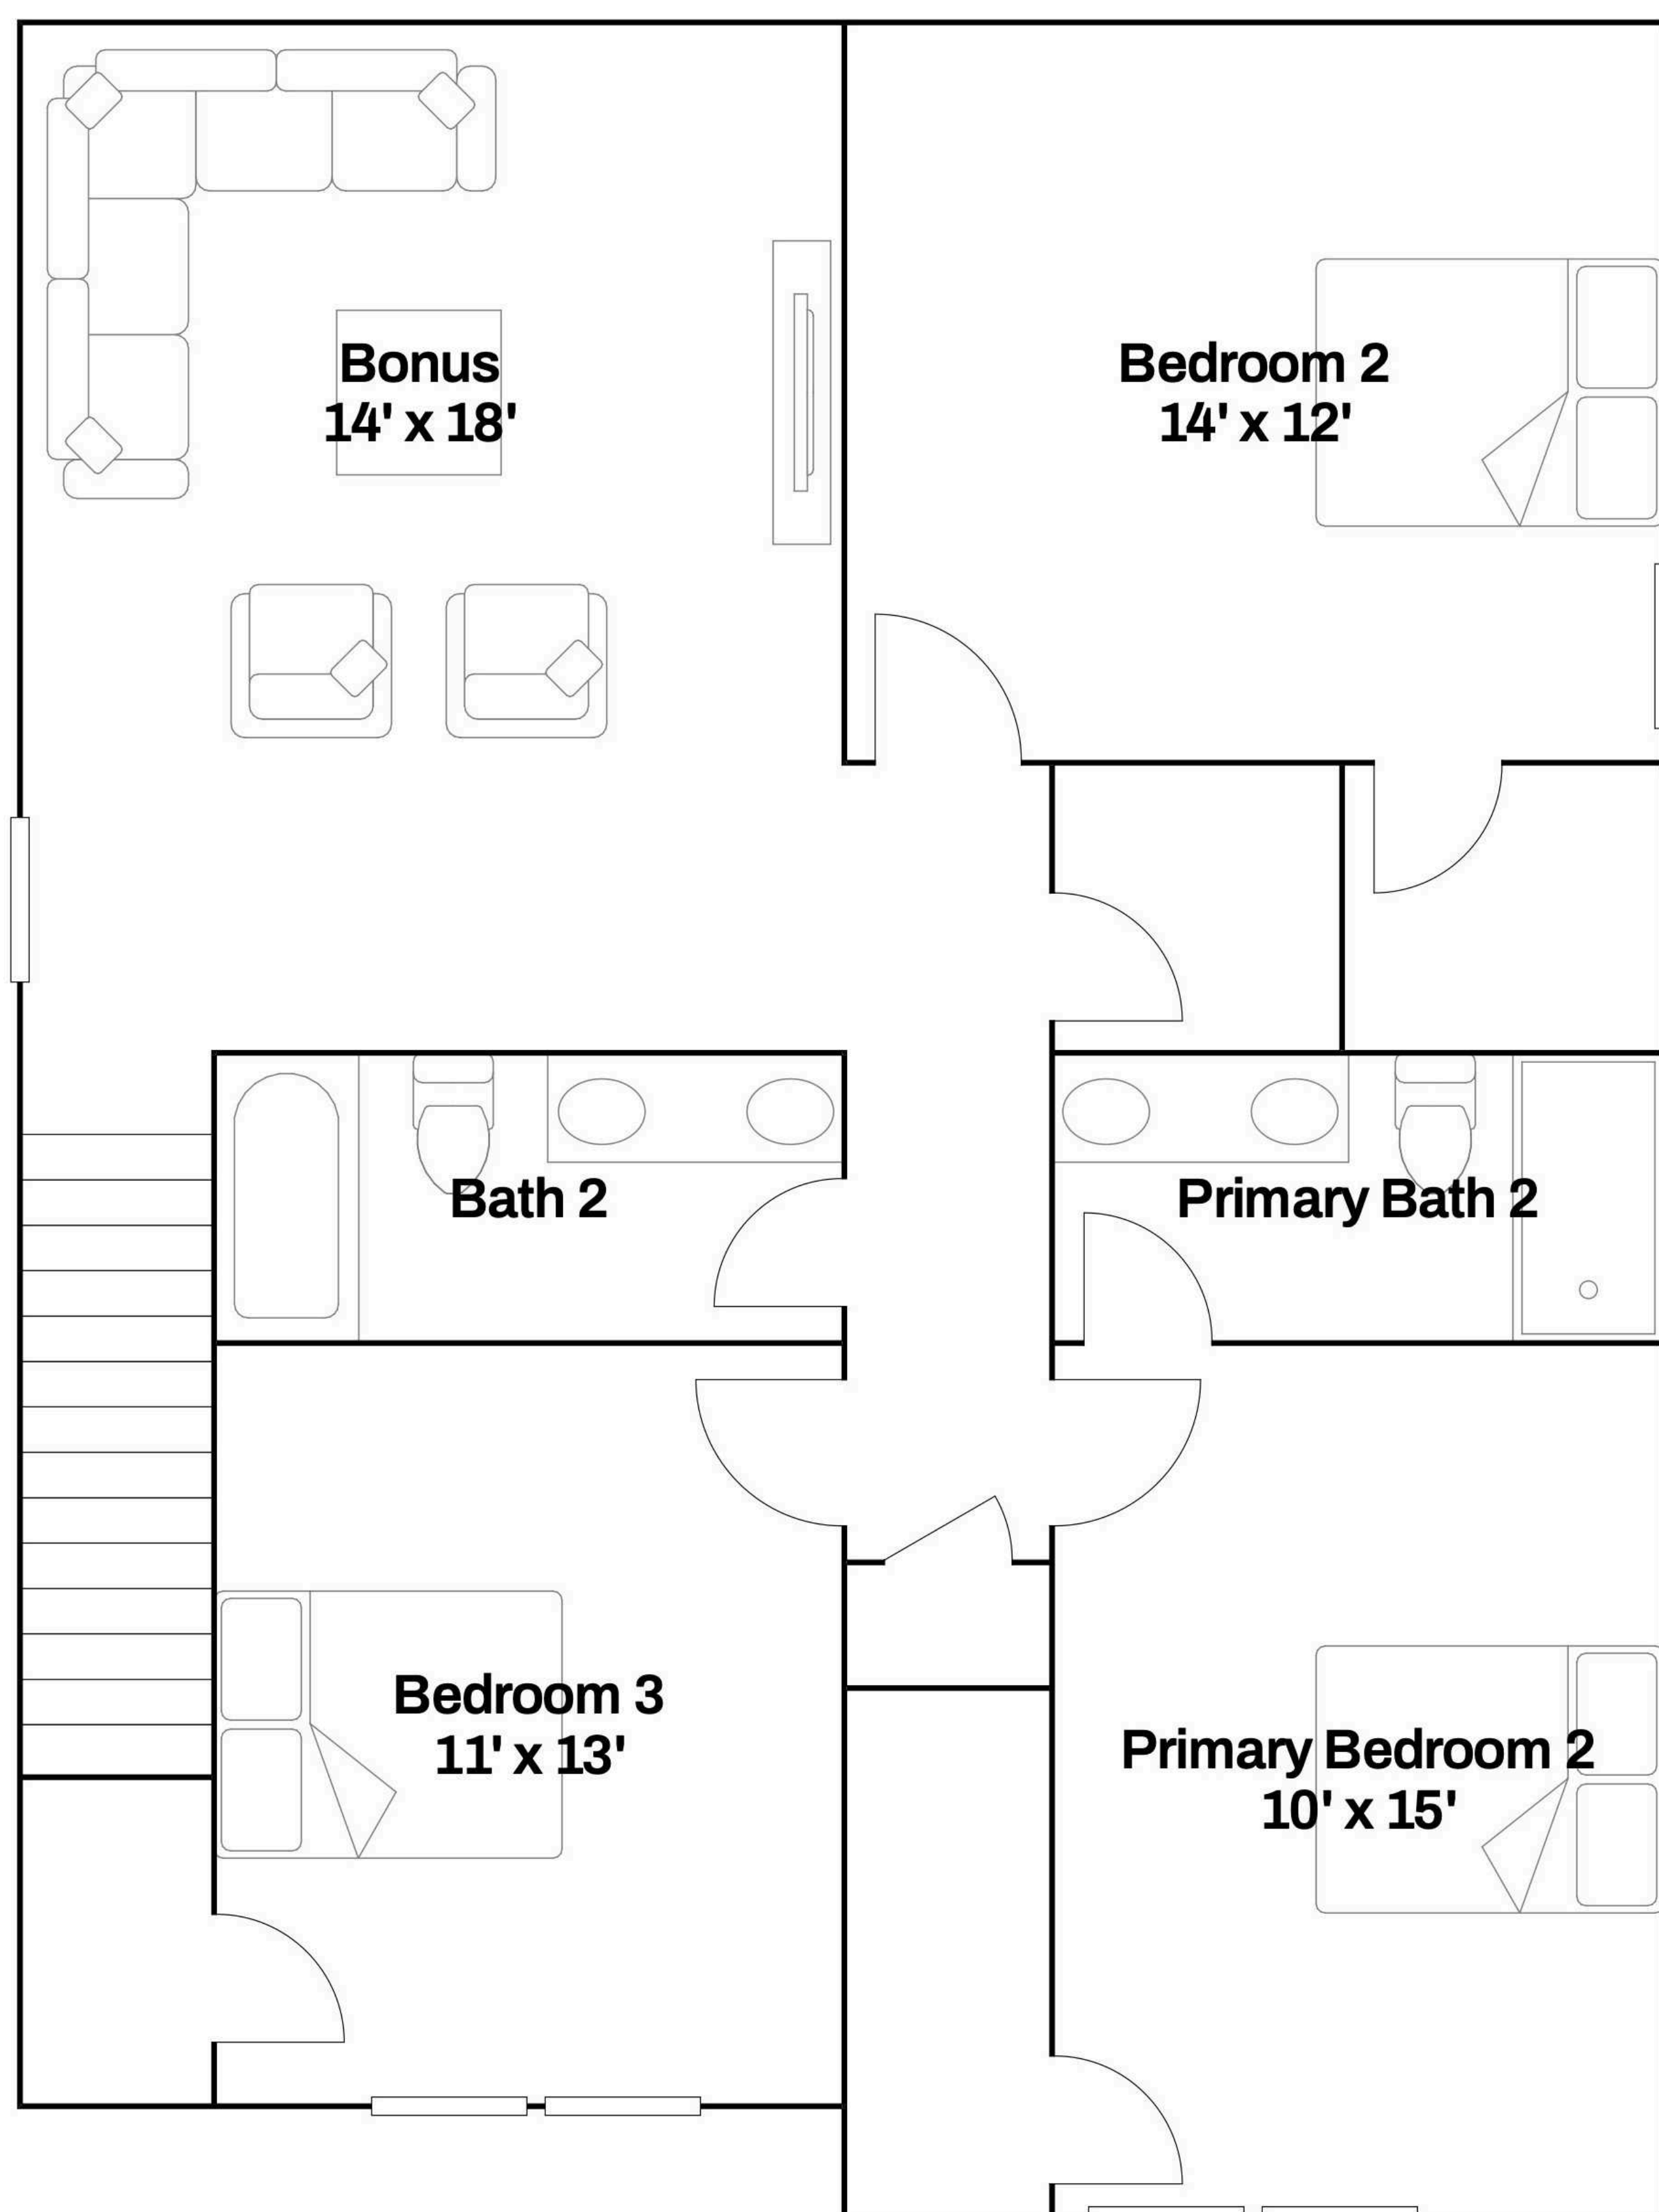 Bonus
14' x 18'
Bedroom 2
14' x 12'
Bath 2
Primary Bath 2
Bedroom 3
11' x 13'
Primary Bedroom 2
10' x 15'